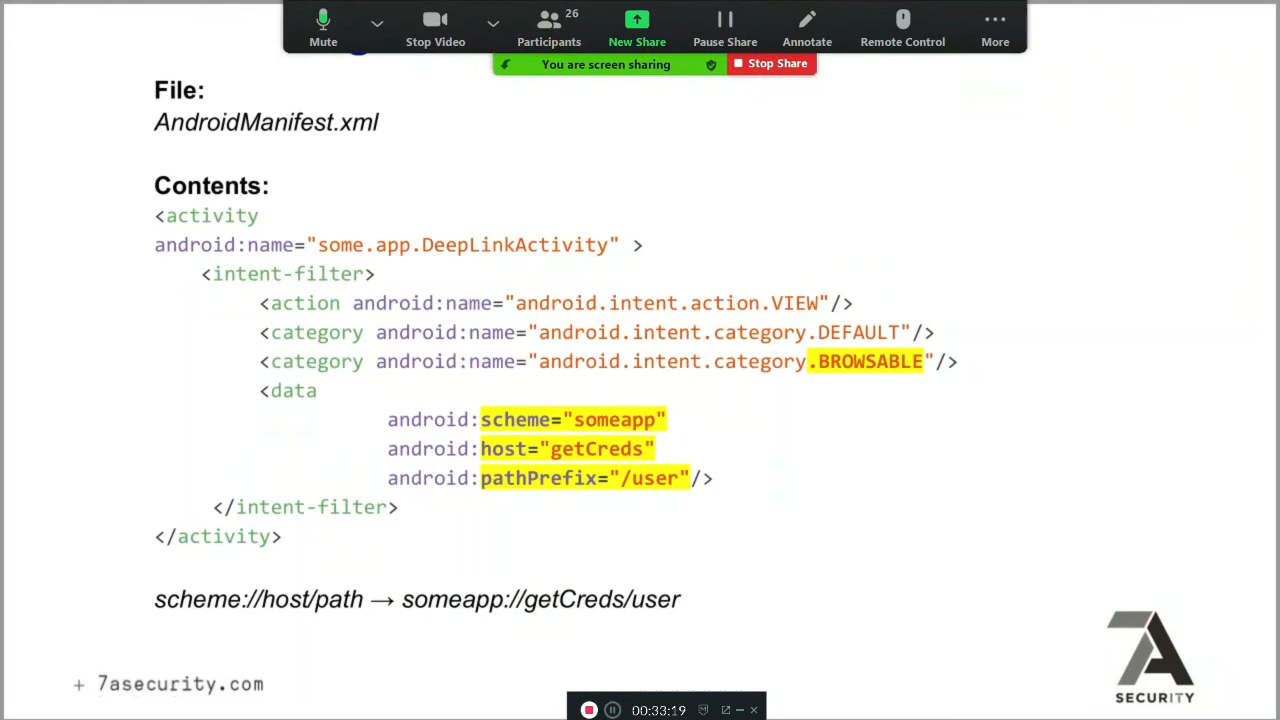 26
Mute
Stop Video
Participants
New Share
Pause Share
Annotate
Remote Control
More
You are screen sharing
Stop Share
File:
AndroidManifest.xml
Contents:
<activity
android:name="some.app.DeepLinkActivity" >
<intent-filter>
<action android:name="android.intent.action.VIEW"/>
<category android:name="android.intent.category.DEFAULT"/>
<category android:name="android.intent.category.BROWSABLE"/>
<data
android:scheme="someapp"
android:host="getCreds"
android:pathPrefix="/user"/>
</intent-filter>
</activity>
scheme://host/path → someapp://getCreds/user
+ 7asecurity.com
7A
SECURITY
00:33:19